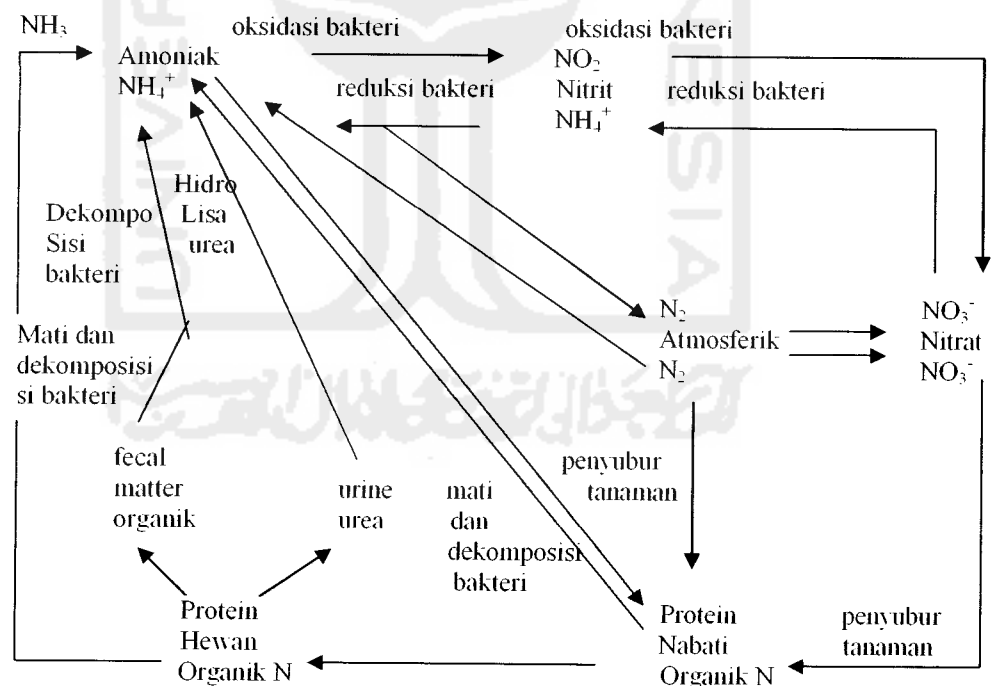 NH₃
oksidasi bakteri
oksidasi bakteri
Amoniak
NH₄⁺
NO₂
Nitrit
NH₄⁺
reduksi bakteri
reduksi bakteri
Hidro
Lisa
urea
Dekompo
Sisi
bakteri
N₂
Atmosferik
N₂
NO₃⁻
Nitrat
NO₃⁻
Mati dan
dekomposisi
si bakteri
fecal
matter
organik
urine
urea
mati
dan
dekomposisi
bakteri
penyubur
tanaman
Protein
Hewan
Organik N
Protein
Nabati
Organik N
penyubur
tanaman